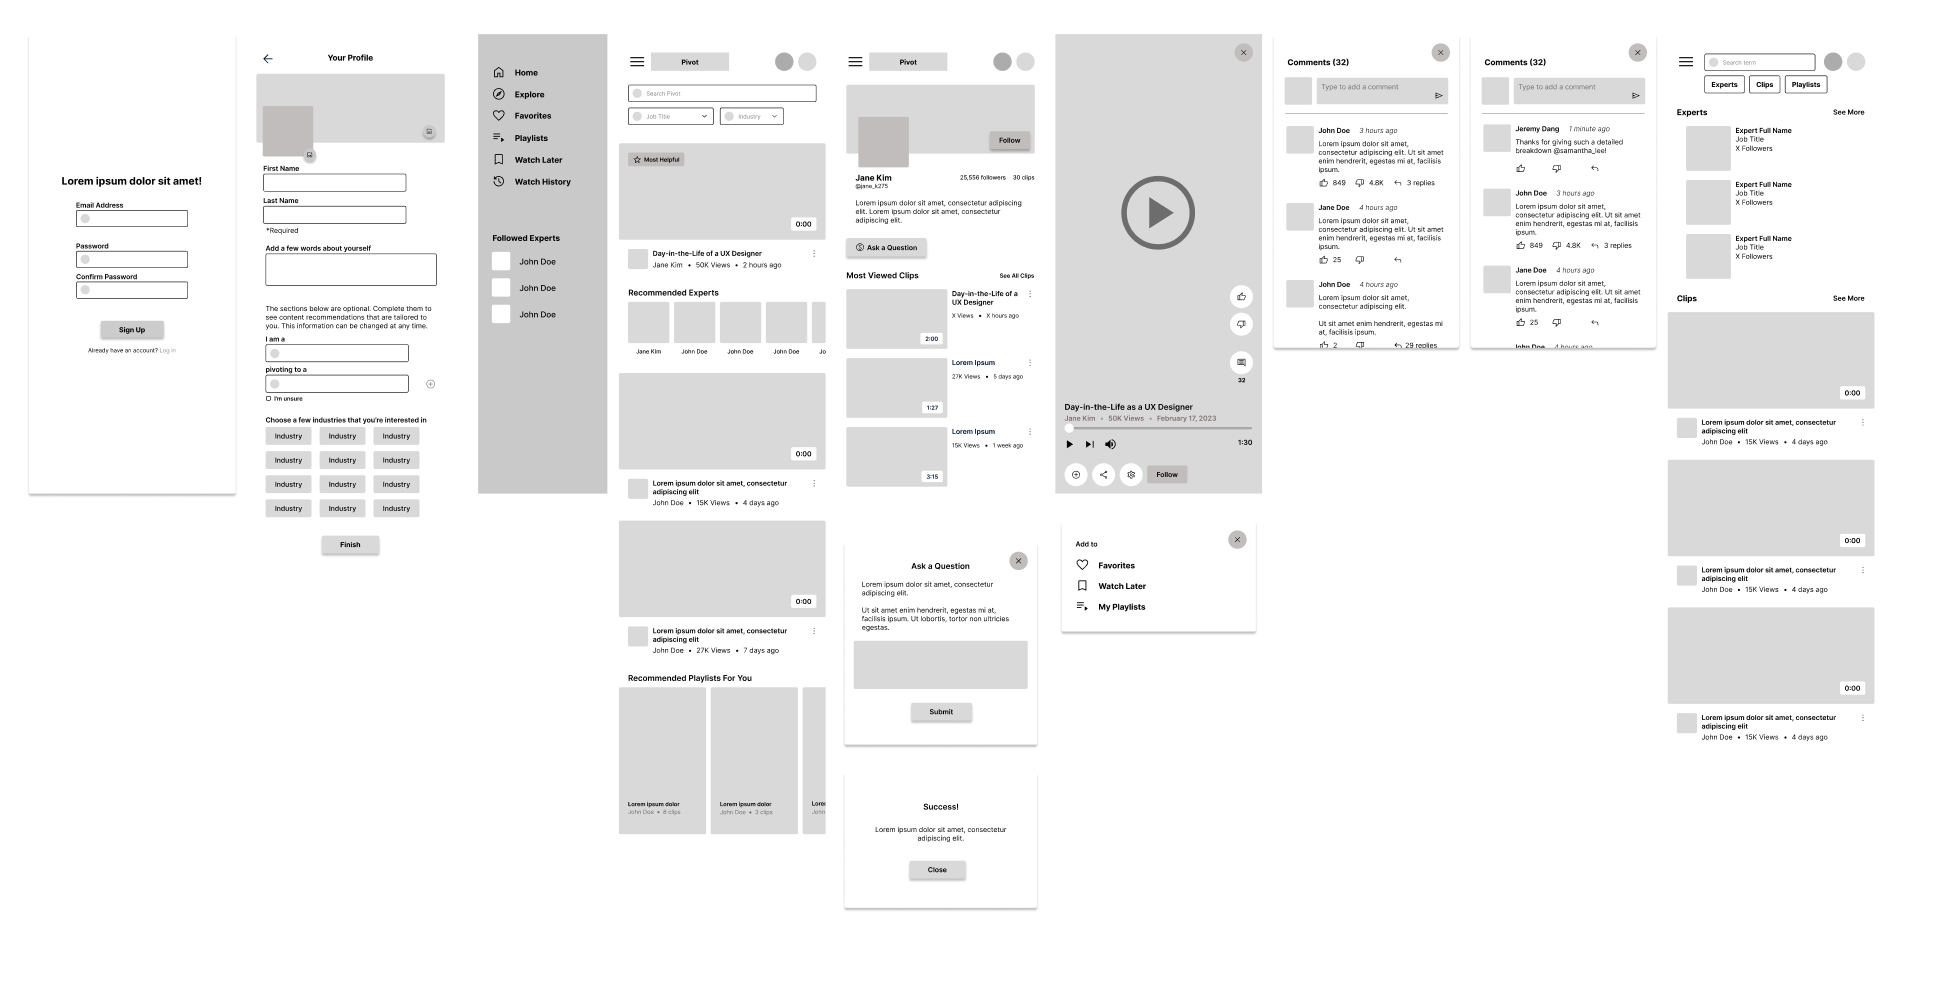 Lorem ipsum dolor sit amet!
Email Address
Password
Confirm Password
Sign Up
Already have an account? Log in
Your Profile
First Name
Last Name
*Required
Add a few words about yourself
The sections below are optional. Complete them to
see content recommendations that are tailored to
you. This information can be changed at any time.
I am a
pivoting to a
I'm unsure
Choose a few industries that you're interested in
Industry Industry Industry
Industry Industry Industry
Industry Industry Industry
Industry Industry Industry
Finish
Home
Explore
Favorites
Playlists
Watch Later
Watch History
Followed Experts
John Doe
John Doe
John Doe
Pivot
Search Pivot
Job Title Industry
Most Helpful
0:00
Day-in-the-Life of a UX Designer
Jane Kim • 50K Views • 2 hours ago
Recommended Experts
Jane Kim John Doe John Doe John Doe Jo
0:00
Lorem ipsum dolor sit amet, consectetur
adipiscing elit
John Doe • 15K Views • 4 days ago
0:00
Lorem ipsum dolor sit amet, consectetur
adipiscing elit
John Doe • 27K Views • 7 days ago
Recommended Playlists For You
Lorem ipsum dolor Lorem ipsum dolor Lorem
John Doe • 8 clips John Doe • 3 clips John
Pivot
Follow
Jane Kim 25,556 followers 30 clips
@jane_k275
Lorem ipsum dolor sit amet, consectetur adipiscing
elit. Lorem ipsum dolor sit amet, consectetur
adipiscing elit.
Ask a Question
Most Viewed Clips See All Clips
Day-in-the-Life of a
UX Designer
X Views • X hours ago
2:00
Lorem Ipsum
27K Views • 5 days ago
1:27
Lorem Ipsum
15K Views • 1 week ago
3:15
Ask a Question
Lorem ipsum dolor sit amet, consectetur
adipiscing elit.
Ut sit amet enim hendrerit, egestas mi at,
facilisis ipsum. Ut lobortis, tortor non ultricies
egestas.
Submit
Success!
Lorem ipsum dolor sit amet, consectetur
adipiscing elit.
Close
32
Day-in-the-Life as a UX Designer
Jane Kim • 50K Views • February 17, 2023
1:30
Follow
Add to
Favorites
Watch Later
My Playlists
Comments (32)
Type to add a comment
John Doe 3 hours ago
Lorem ipsum dolor sit amet,
consectetur adipiscing elit. Ut sit amet
enim hendrerit, egestas mi at, facilisis
ipsum.
849 4.8K 3 replies
Jane Doe 4 hours ago
Lorem ipsum dolor sit amet,
consectetur adipiscing elit. Ut sit amet
enim hendrerit, egestas mi at, facilisis
ipsum.
25
John Doe 4 hours ago
Lorem ipsum dolor sit amet,
consectetur adipiscing elit.
Ut sit amet enim hendrerit, egestas mi
at, facilisis ipsum.
2 29 replies
Comments (32)
Type to add a comment
Jeremy Dang 1 minute ago
Thanks for giving such a detailed
breakdown @samantha_lee!
John Doe 3 hours ago
Lorem ipsum dolor sit amet,
consectetur adipiscing elit. Ut sit amet
enim hendrerit, egestas mi at, facilisis
ipsum.
849 4.8K 3 replies
Jane Doe 4 hours ago
Lorem ipsum dolor sit amet,
consectetur adipiscing elit. Ut sit amet
enim hendrerit, egestas mi at, facilisis
ipsum.
25
John Doe 4 hours ago
Search term
Experts Clips Playlists
Experts See More
Expert Full Name
Job Title
X Followers
Expert Full Name
Job Title
X Followers
Expert Full Name
Job Title
X Followers
Clips See More
0:00
Lorem ipsum dolor sit amet, consectetur
adipiscing elit
John Doe • 15K Views • 4 days ago
0:00
Lorem ipsum dolor sit amet, consectetur
adipiscing elit
John Doe • 15K Views • 4 days ago
0:00
Lorem ipsum dolor sit amet, consectetur
adipiscing elit
John Doe • 15K Views • 4 days ago